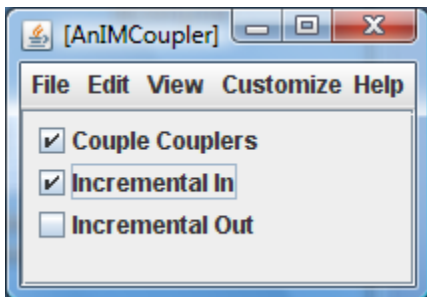 [AnIMCoupler]
File Edit View Customize Help
Couple Couplers
Incremental In
Incremental Out